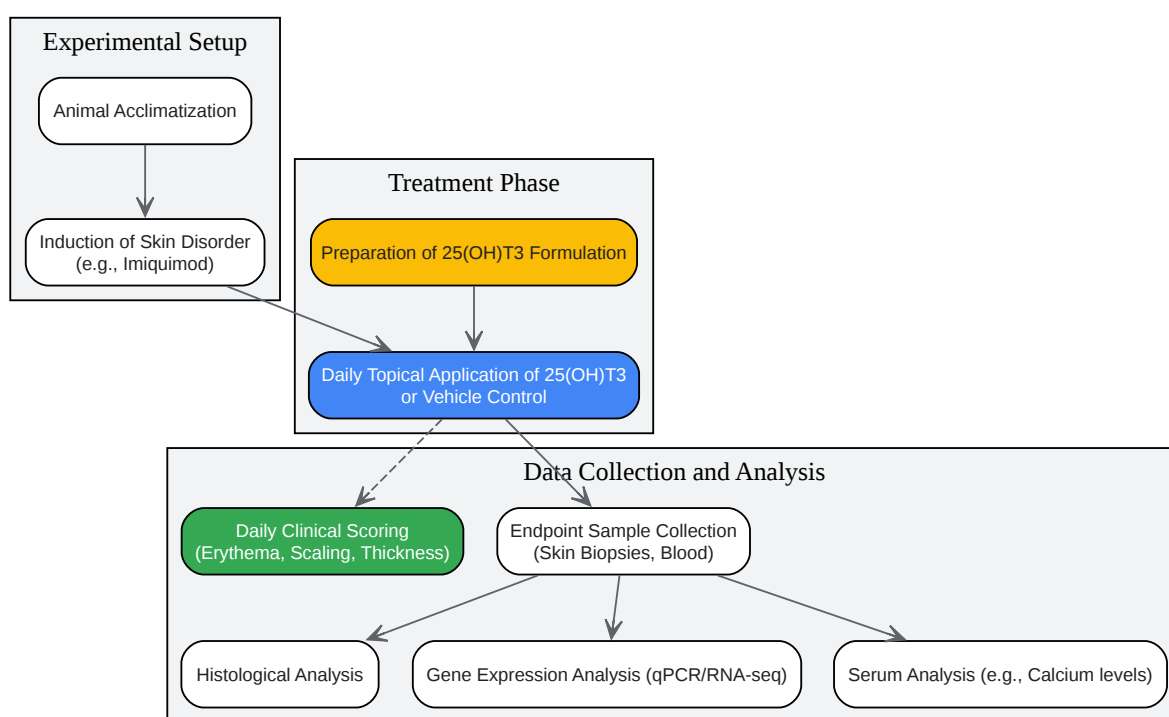 Experimental Setup
Animal Acclimatization
Induction of Skin Disorder
(e.g., Imiquimod)
Treatment Phase
Preparation of 25(OH)T3 Formulation
Daily Topical Application of 25(OH)T3
or Vehicle Control
Data Collection and Analysis
Daily Clinical Scoring
(Erythema, Scaling, Thickness)
Endpoint Sample Collection
(Skin Biopsies, Blood)
Histological Analysis
Gene Expression Analysis (qPCR/RNA-seq)
Serum Analysis (e.g., Calcium levels)